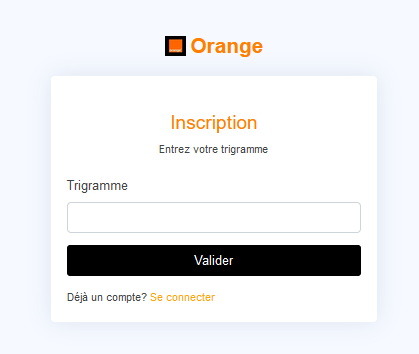 Orange
Inscription
Entrez votre trigramme
Trigramme
Valider
Déjà un compte? Se connecter